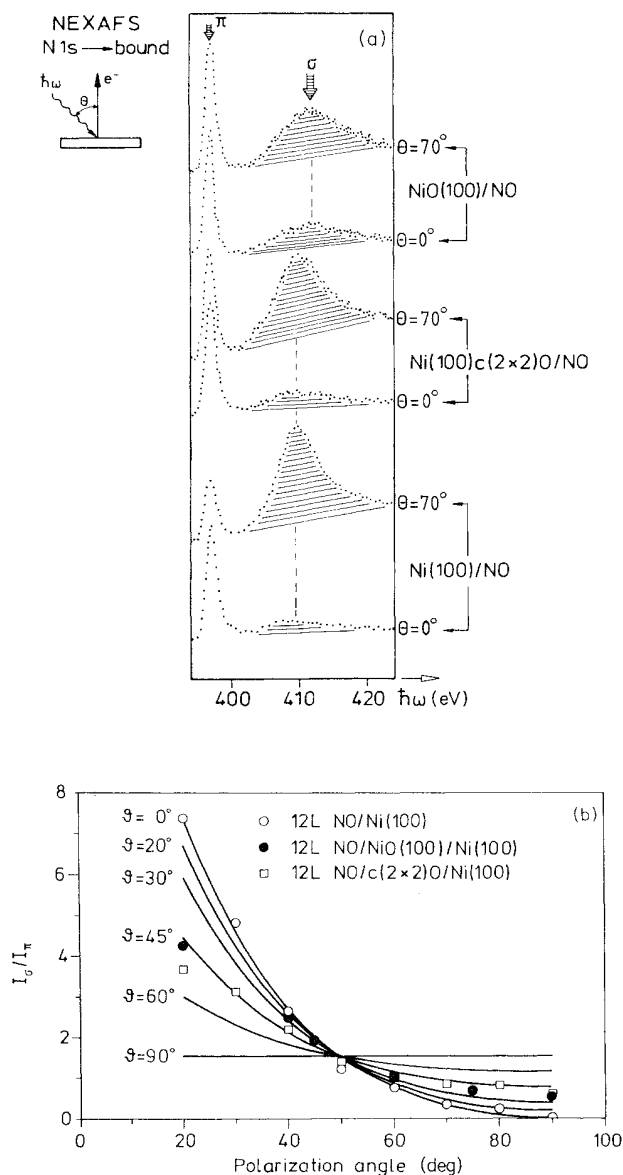 NEXAFS
N1s→bound
ħω
θ
e⁻
π
(a)
σ
θ=70°
NiO(100)/NO
θ=0°
θ=70°
Ni(100)c(2×2)O/NO
θ=0°
θ=70°
Ni(100)/NO
θ=0°
400 410 420 ħω(eV)
(b)
8
6
4
2
0
I_σ/I_π
ϑ= 0°
ϑ=20°
ϑ=30°
ϑ=45°
ϑ=60°
ϑ=90°
○ 12L NO/Ni(100)
● 12L NO/NiO(100)/Ni(100)
□ 12L NO/c(2×2)O/Ni(100)
0 20 40 60 80 100
Polarization angle (deg)